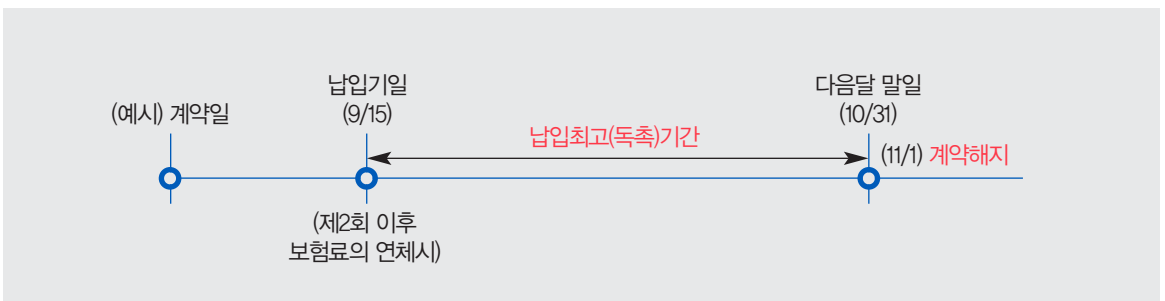 (예시) 계약일
납입기일
(9/15)
납입최고(독촉)기간
다음달 말일
(10/31)
(11/1) 계약해지
(제2회 이후
보험료의 연체시)